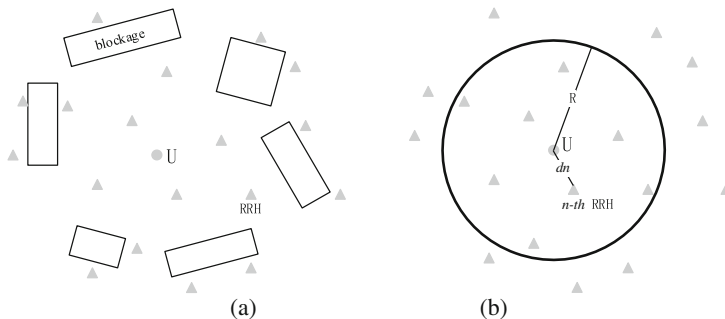 blockage
U
RRH
(a)
R
U
dn
n-th RRH
(b)